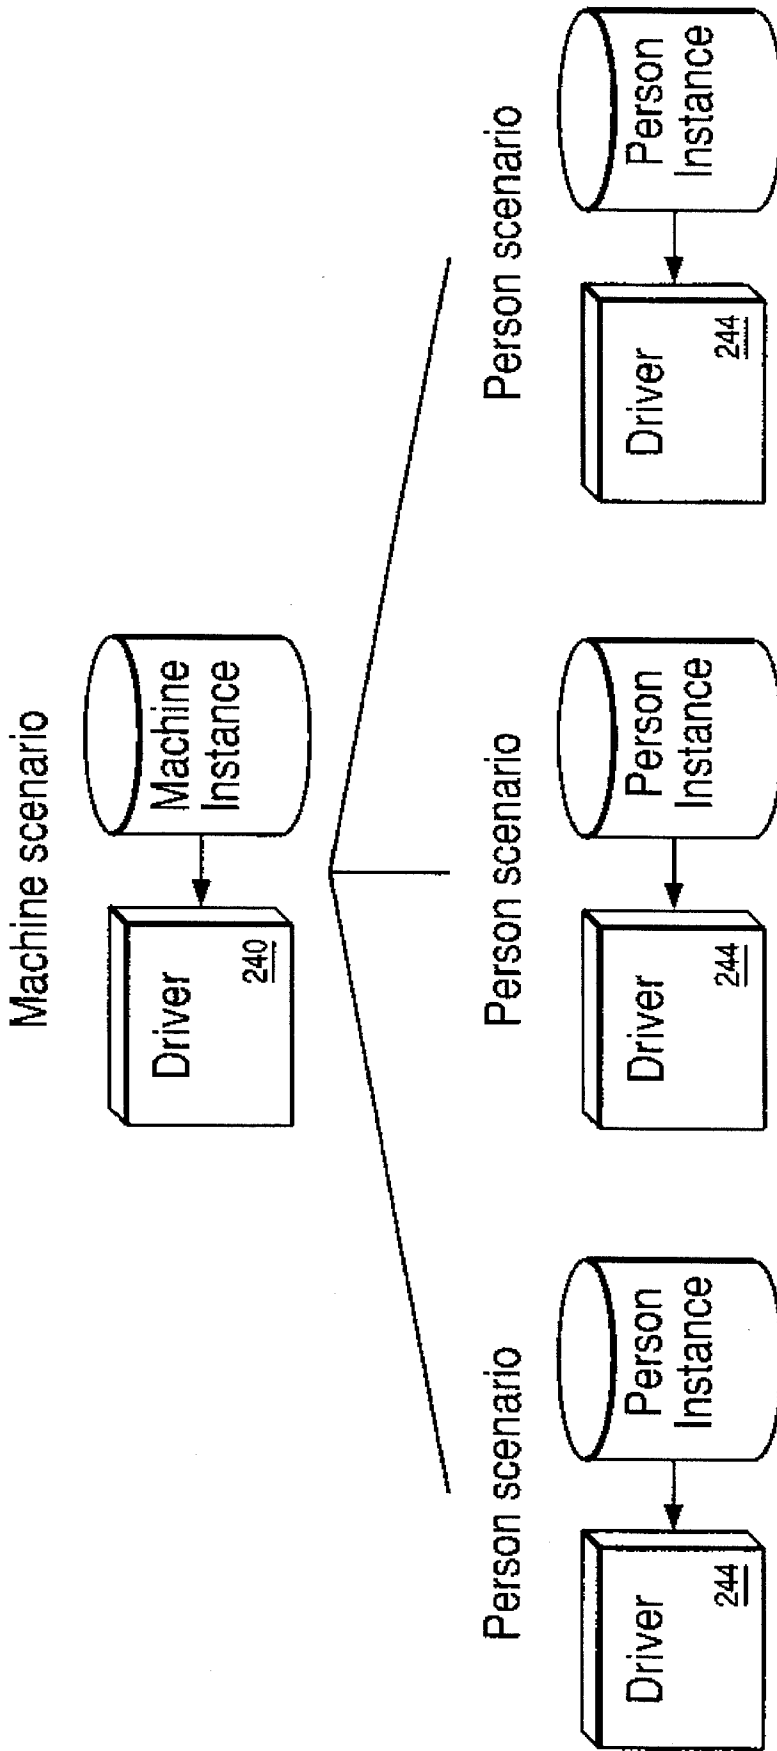 Machine scenario
Driver
240
Machine
Instance
Person scenario
Driver
244
Person
Instance
Person scenario
Driver
244
Person
Instance
Person scenario
Driver
244
Person
Instance